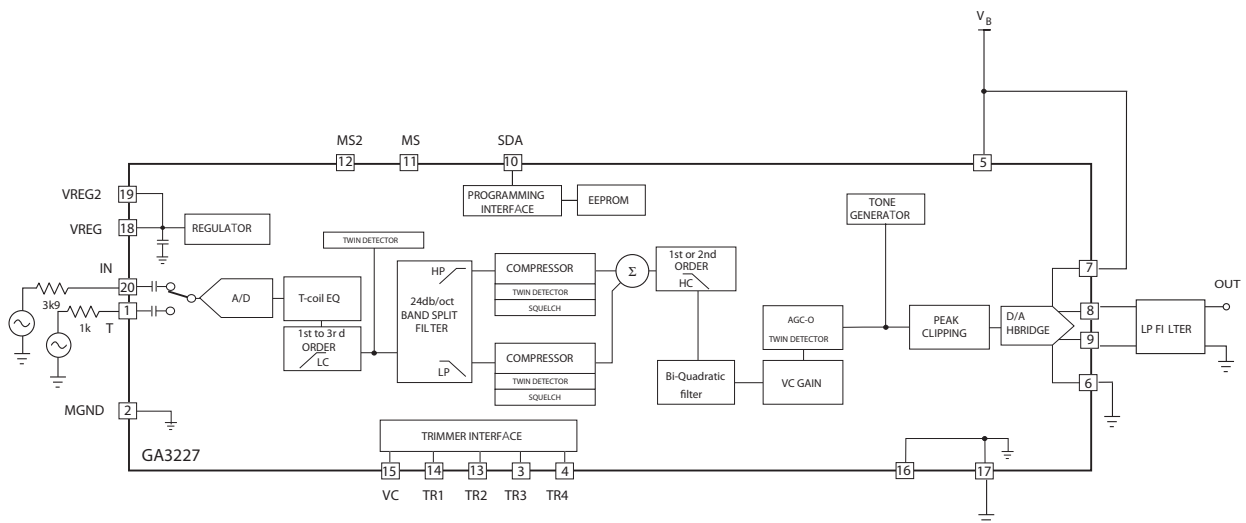 V B
MS2
MS
SDA
12
11
10
5
VREG2
19
VREG
18
REGULATOR
PROGRAMMING
INTERFACE
EEPROM
TONE
GENERATOR
TWIN DETECTOR
IN
20
3k9
1
1k
T
A/D
T-coil EQ
1st to 3r d
ORDER
LC
HP
24db/oct
BAND SPLIT
FILTER
LP
COMPRESSOR
TWIN DETECTOR
SQUELCH
COMPRESSOR
TWIN DETECTOR
SQUELCH
Σ
1st or 2nd
ORDER
HC
Bi-Quadratic
filter
AGC-O
TWIN DETECTOR
VC GAIN
PEAK
CLIPPING
D/A
HBRIDGE
7
8
9
6
LP FI LTER
OUT
MGND
2
GA3227
TRIMMER INTERFACE
15
14
13
3
4
VC
TR1
TR2
TR3
TR4
16
17